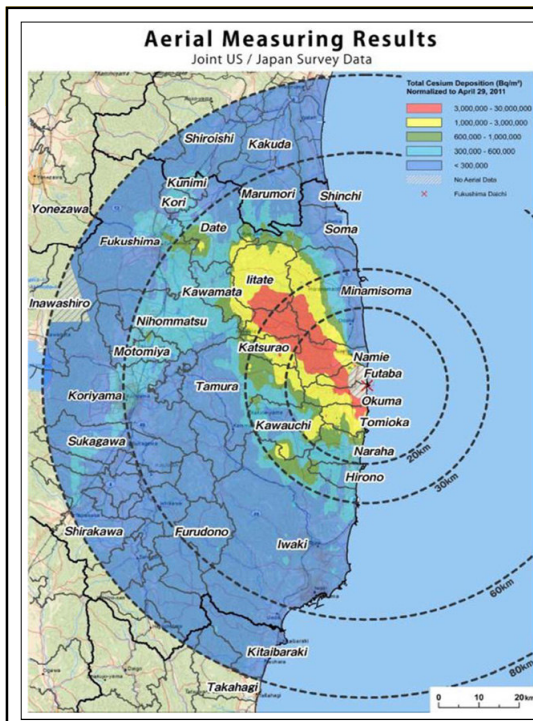 Aerial Measuring Results
Joint US / Japan Survey Data
Total Cesium Deposition (Bq/m²)
Normalized to April 29, 2011
3,000,000 - 30,000,000
1,000,000 - 3,000,000
600,000 - 1,000,000
300,000 - 600,000
< 300,000
No Aerial Data
Fukushima Daiichi
Shiroishi
Kakuda
Kunimi
Yonezawa
Kori
Marumori
Shinchi
Date
Fukushima
Soma
Iitate
Kawamata
Minamisoma
Inawashiro
Nihommatsu
Motomiya
Katsurao
Namie
Futaba
Tamura
Koriyama
Okuma
Kawauchi
Tomioka
Sukagawa
Naraha
20km
Hirono
30km
Shirakawa
Furudono
Iwaki
60km
Kitaibaraki
80km
Takahagi
0
10
20 km